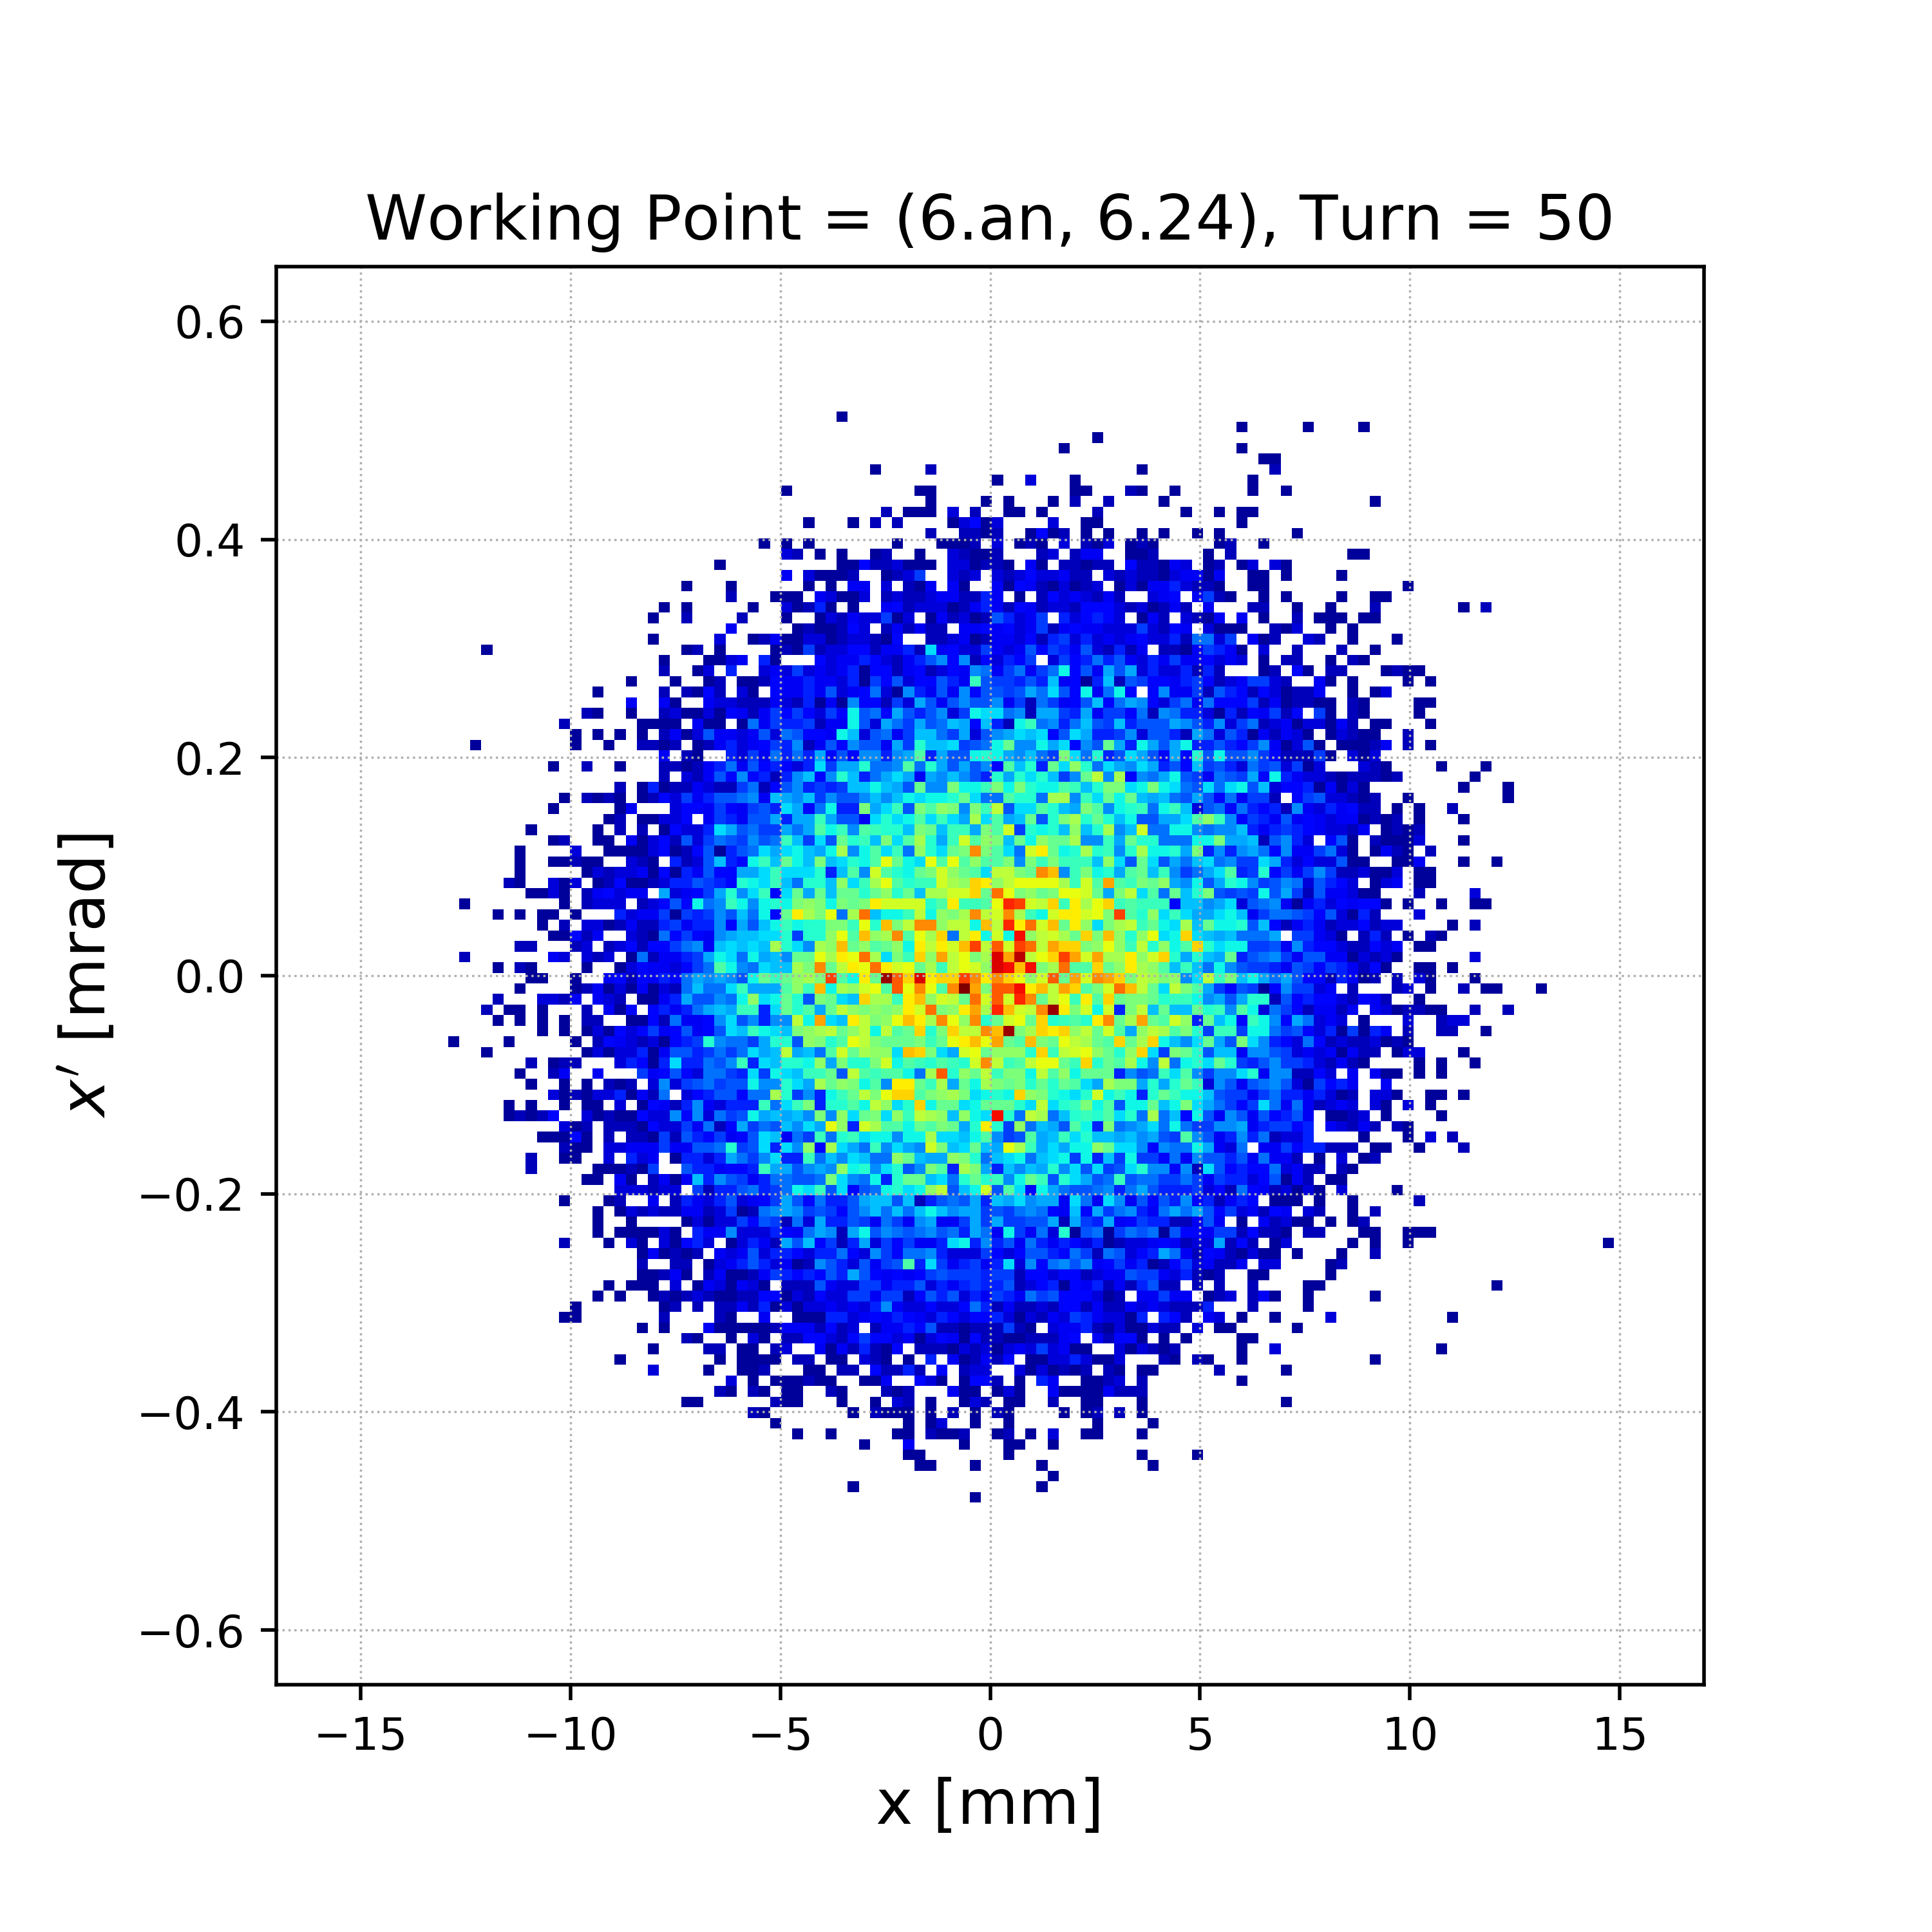 Working Point = (6.an, 6.24), Turn = 50
0.6
0.4
0.2
0.0
−0.2
−0.4
−0.6
x′ [mrad]
−15 −10 −5 0 5 10 15
x [mm]